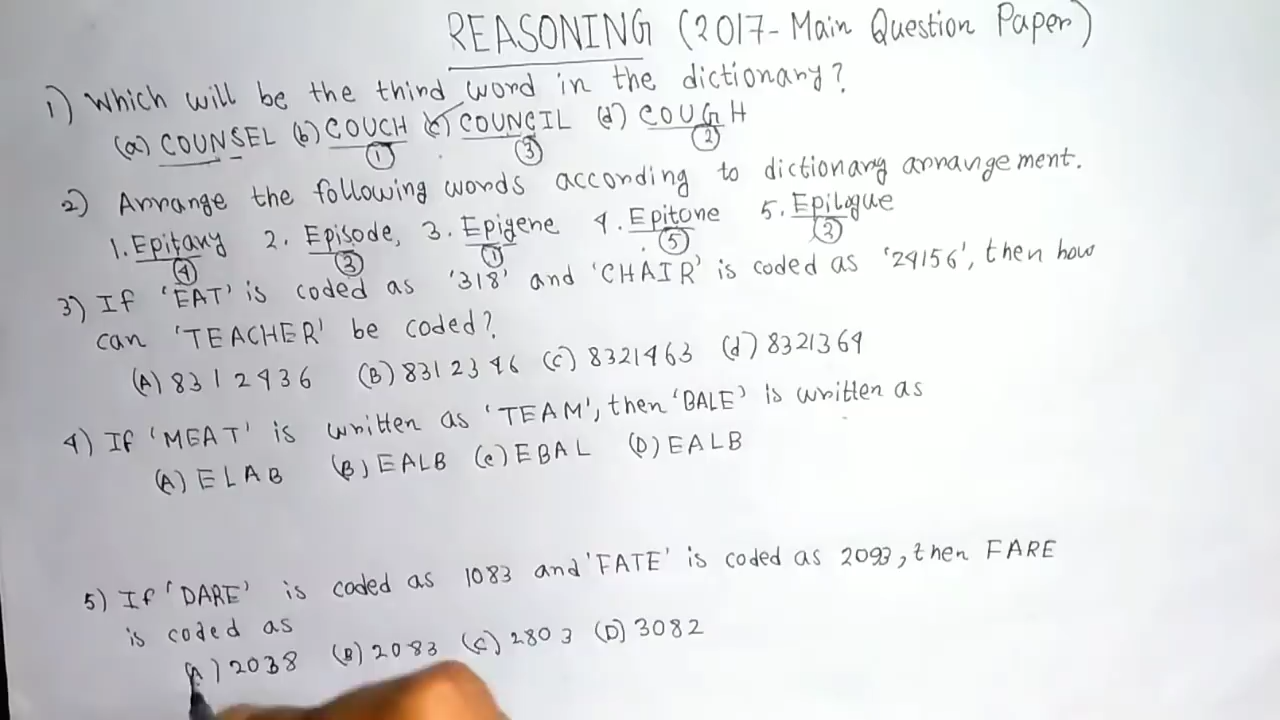 REASONING (2017- Main Question Paper)
1) Which will be the third word in the dictionary?
(a) COUNSEL (b) COUCH (c) COUNCIL (d) COUGH
1 3 2
2) Arrange the following words according to dictionary arrangement.
1. Epitaxy 2. Episode, 3. Epigene 4. Epitone 5. Epilogue
4 3 1 5 2
3) If 'EAT' is coded as '318' and 'CHAIR' is coded as '24156', then how
can 'TEACHER' be coded?
(A) 8312436 (B) 8312346 (C) 8321463 (d) 8321364
4) If 'MEAT' is written as 'TEAM', then 'BALE' is written as
(A) ELAB (B) EALB (C) EBAL (D) EALB
5) If 'DARE' is coded as 1083 and 'FATE' is coded as 2093, then FARE
is coded as
(A) 2038 (B) 2083 (C) 2803 (D) 3082